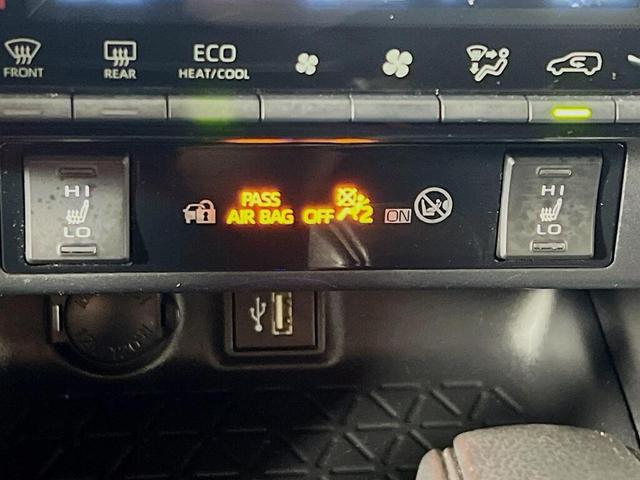 FRONT
REAR
ECO
HEAT/COOL
HI
LO
PASS
AIR BAG OFF 2 ON
HI
LO